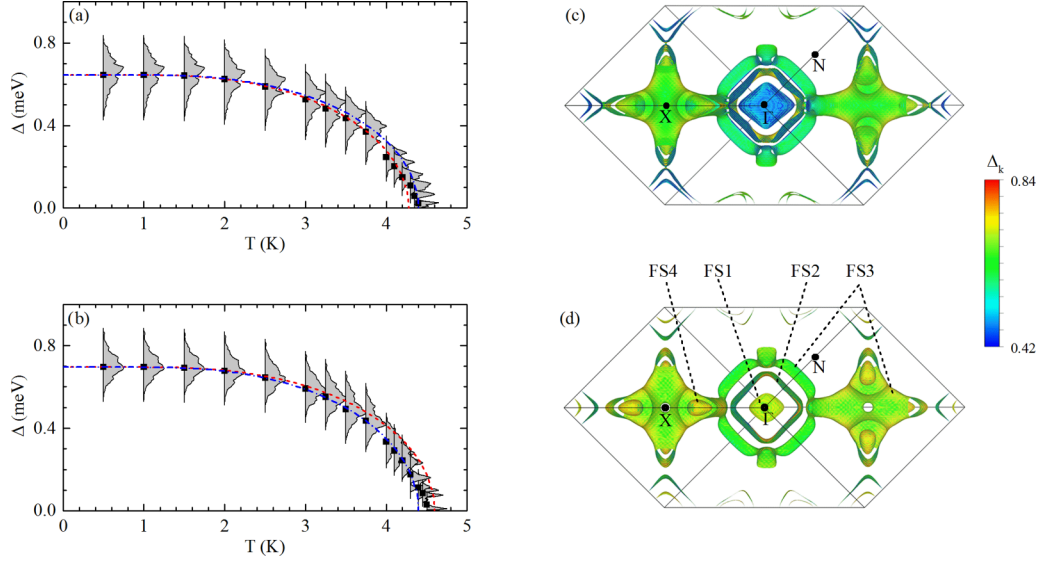 (a)
0.8
0.4
0.0
Δ (meV)
0 1 2 3 4 5
T (K)
(b)
0.8
0.4
0.0
Δ (meV)
0 1 2 3 4 5
T (K)
(c)
N
X
Γ
Δk
0.84
0.42
FS4 FS1 FS2 FS3
(d)
N
X
Γ